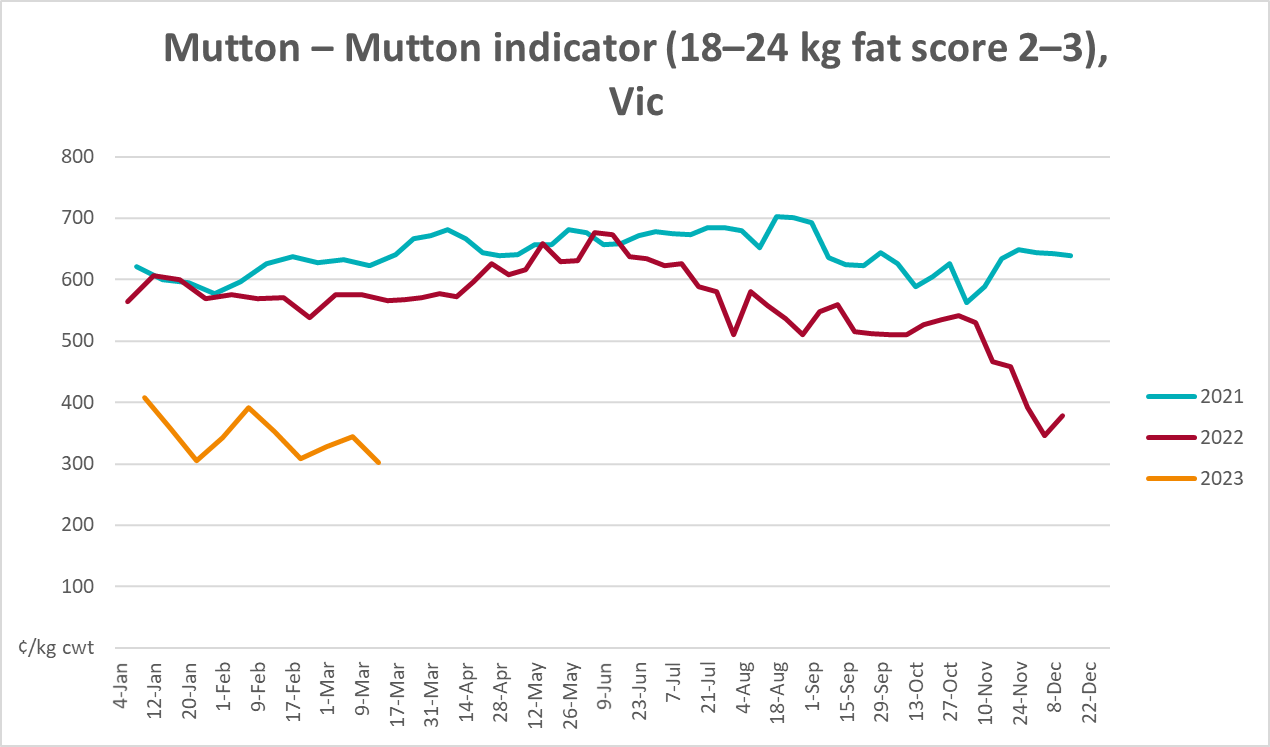 Mutton – Mutton indicator (18–24 kg fat score 2–3),
Vic
800
700
600
500
400
300
200
100
¢/kg cwt
4-Jan
12-Jan
20-Jan
1-Feb
9-Feb
17-Feb
1-Mar
9-Mar
17-Mar
31-Mar
14-Apr
28-Apr
12-May
26-May
9-Jun
23-Jun
7-Jul
21-Jul
4-Aug
18-Aug
1-Sep
15-Sep
29-Sep
13-Oct
27-Oct
10-Nov
24-Nov
8-Dec
22-Dec
2021
2022
2023